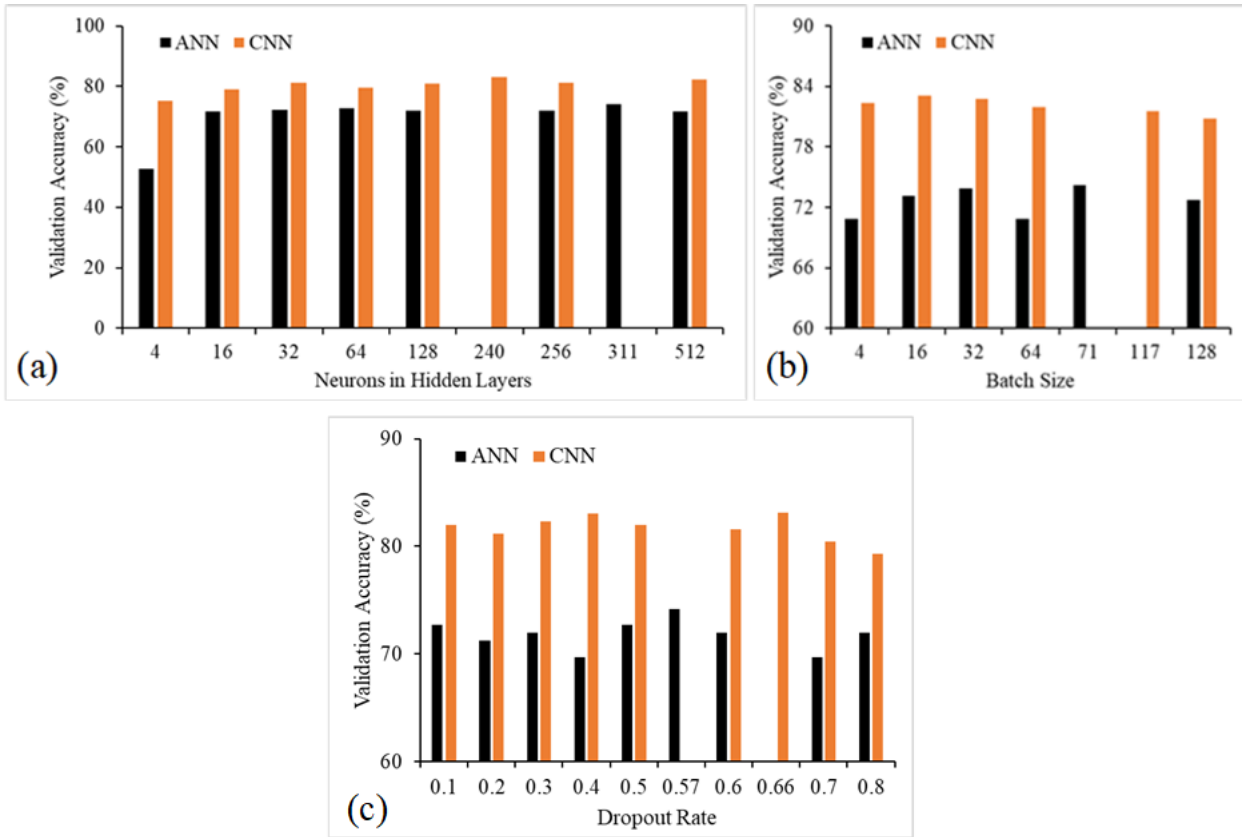 100
80
60
40
20
0
ANN CNN
Validation Accuracy (%)
4 16 32 64 128 240 256 311 512
Neurons in Hidden Layers
(a)
90
84
78
72
66
60
ANN CNN
Validation Accuracy (%)
4 16 32 64 71 117 128
Batch Size
(b)
90
80
70
60
ANN CNN
Validation Accuracy (%)
0.1 0.2 0.3 0.4 0.5 0.57 0.6 0.66 0.7 0.8
Dropout Rate
(c)